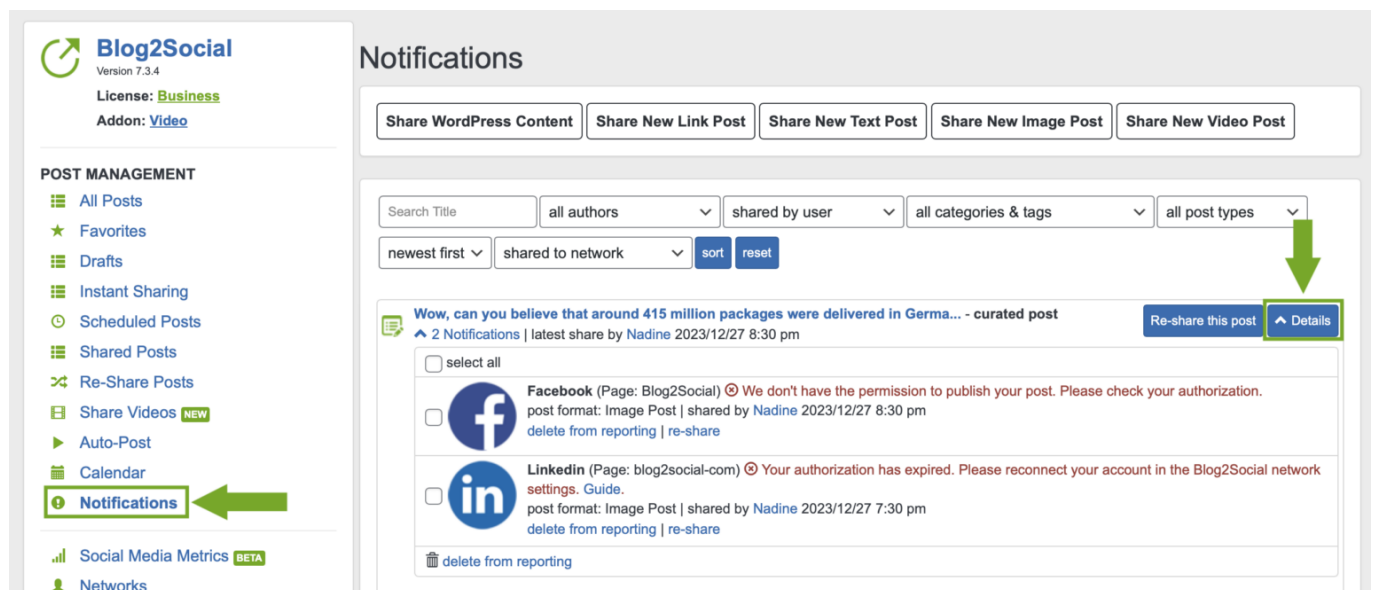 Blog2Social
Version 7.3.4
License: Business
Addon: Video
POST MANAGEMENT
All Posts
Favorites
Drafts
Instant Sharing
Scheduled Posts
Shared Posts
Re-Share Posts
Share Videos NEW
Auto-Post
Calendar
Notifications
Social Media Metrics BETA
Networks
Notifications
Share WordPress Content Share New Link Post Share New Text Post Share New Image Post Share New Video Post
Search Title all authors shared by user all categories & tags all post types
newest first shared to network sort reset
Wow, can you believe that around 415 million packages were delivered in Germa... - curated post Re-share this post Details
2 Notifications | latest share by Nadine 2023/12/27 8:30 pm
select all
Facebook (Page: Blog2Social) We don't have the permission to publish your post. Please check your authorization.
post format: Image Post | shared by Nadine 2023/12/27 8:30 pm
delete from reporting | re-share
Linkedin (Page: blog2social-com) Your authorization has expired. Please reconnect your account in the Blog2Social network
settings. Guide.
post format: Image Post | shared by Nadine 2023/12/27 7:30 pm
delete from reporting | re-share
delete from reporting